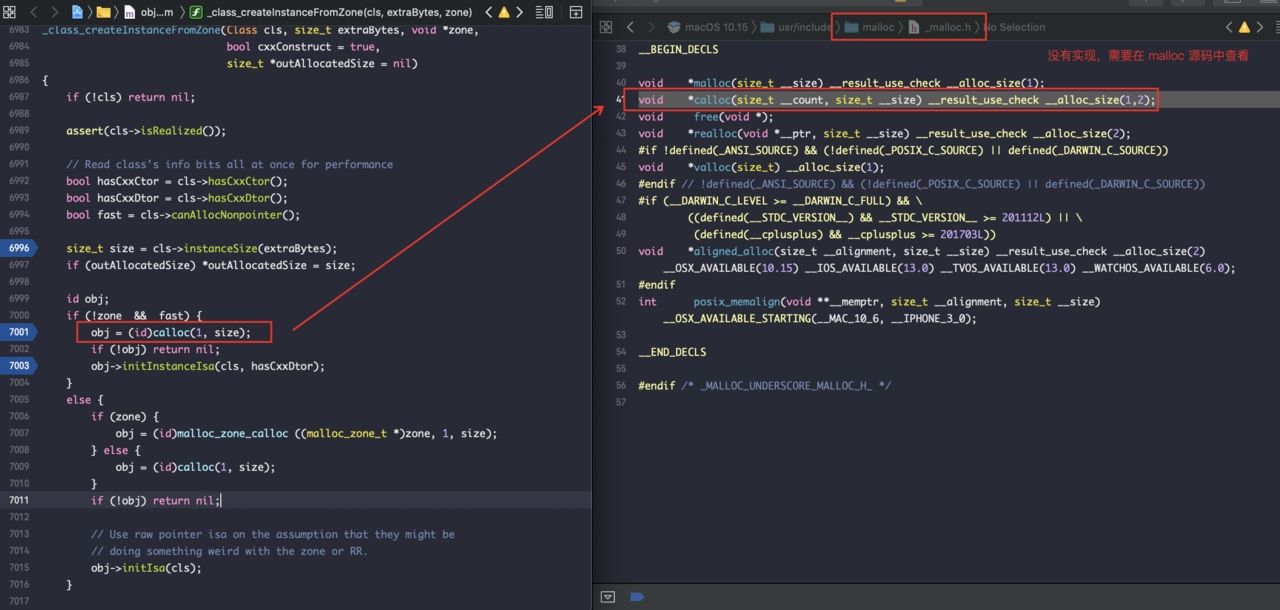 obj...m 〉 f _class_createInstanceFromZone(cls, extraBytes, zone)
6983 _class_createInstanceFromZone(Class cls, size_t extraBytes, void *zone,
6984 bool cxxConstruct = true,
6985 size_t *outAllocatedSize = nil)
6986 {
6987 if (!cls) return nil;
6988
6989 assert(cls->isRealized());
6990
6991 // Read class's info bits all at once for performance
6992 bool hasCxxCtor = cls->hasCxxCtor();
6993 bool hasCxxDtor = cls->hasCxxDtor();
6994 bool fast = cls->canAllocNonpointer();
6995
6996 size_t size = cls->instanceSize(extraBytes);
6997 if (outAllocatedSize) *outAllocatedSize = size;
6998
6999 id obj;
7000 if (!zone && fast) {
7001 obj = (id)calloc(1, size);
7002 if (!obj) return nil;
7003 obj->initInstanceIsa(cls, hasCxxDtor);
7004 }
7005 else {
7006 if (zone) {
7007 obj = (id)malloc_zone_calloc ((malloc_zone_t *)zone, 1, size);
7008 } else {
7009 obj = (id)calloc(1, size);
7010 }
7011 if (!obj) return nil;
7012
7013 // Use raw pointer isa on the assumption that they might be
7014 // doing something weird with the zone or RR.
7015 obj->initIsa(cls);
7016 }
7017
macOS 10.15 〉 usr/include 〉 malloc 〉 _malloc.h 〉 No Selection
没有实现，需要在 malloc 源码中查看
38 __BEGIN_DECLS
39
40 void *malloc(size_t __size) __result_use_check __alloc_size(1);
41 void *calloc(size_t __count, size_t __size) __result_use_check __alloc_size(1,2);
42 void free(void *);
43 void *realloc(void *__ptr, size_t __size) __result_use_check __alloc_size(2);
44 #if !defined(_ANSI_SOURCE) && (!defined(_POSIX_C_SOURCE) || defined(_DARWIN_C_SOURCE))
45 void *valloc(size_t) __alloc_size(1);
46 #endif // !defined(_ANSI_SOURCE) && (!defined(_POSIX_C_SOURCE) || defined(_DARWIN_C_SOURCE))
47 #if (__DARWIN_C_LEVEL >= __DARWIN_C_FULL) && \
48 ((defined(__STDC_VERSION__) && __STDC_VERSION__ >= 201112L) || \
49 (defined(__cplusplus) && __cplusplus >= 201703L))
50 void *aligned_alloc(size_t __alignment, size_t __size) __result_use_check __alloc_size(2)
__OSX_AVAILABLE(10.15) __IOS_AVAILABLE(13.0) __TVOS_AVAILABLE(13.0) __WATCHOS_AVAILABLE(6.0);
51 #endif
52 int posix_memalign(void **__memptr, size_t __alignment, size_t __size)
__OSX_AVAILABLE_STARTING(__MAC_10_6, __IPHONE_3_0);
53
54 __END_DECLS
55
56 #endif /* _MALLOC_UNDERSCORE_MALLOC_H_ */
57